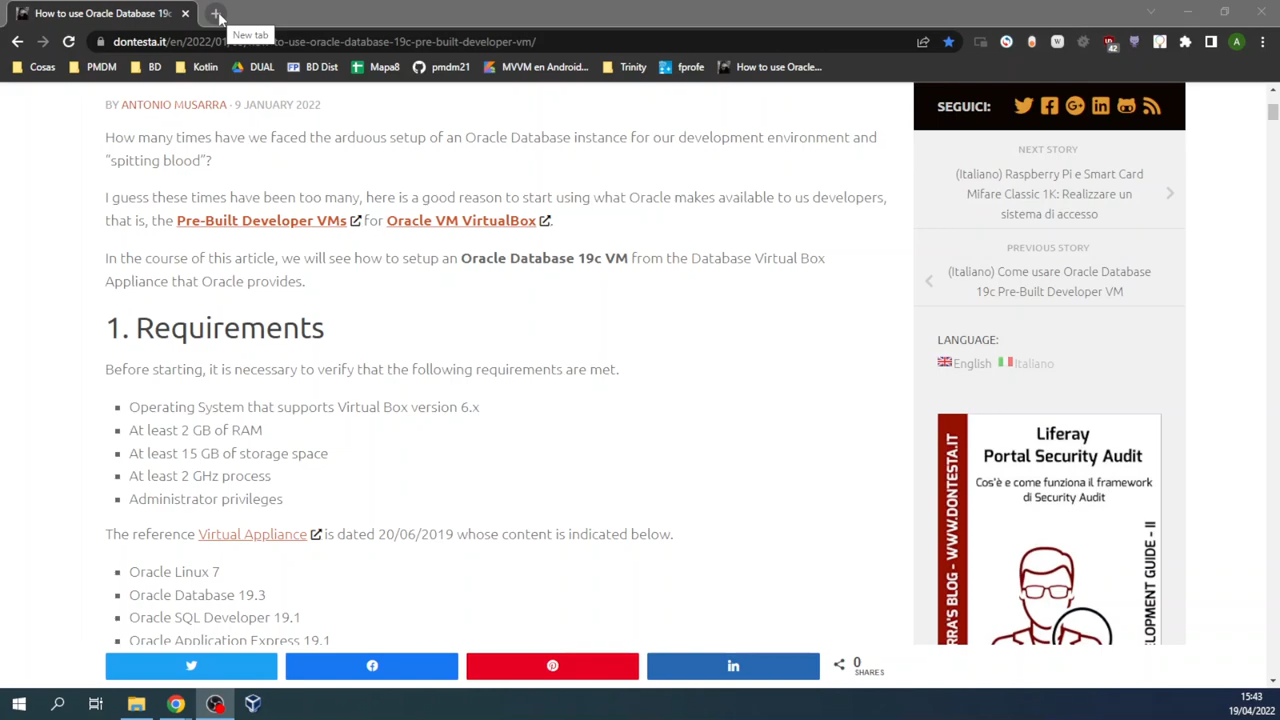 How to use Oracle Database 19c
New tab
dontesta.it/en/2022/01/
how-to-use-oracle-database-19c-pre-built-developer-vm/
42
A
Cosas
PMDM
BD
Kotlin
DUAL
BD Dist
Mapa8
pmdm21
MVVM en Android...
Trinity
fprofe
How to use Oracle...
BY ANTONIO MUSARRA · 9 JANUARY 2022
How many times have we faced the arduous setup of an Oracle Database instance for our development environment and
"spitting blood"?
I guess these times have been too many, here is a good reason to start using what Oracle makes available to us developers,
that is, the Pre-Built Developer VMs for Oracle VM VirtualBox.
In the course of this article, we will see how to setup an Oracle Database 19c VM from the Database Virtual Box
Appliance that Oracle provides.
1. Requirements
Before starting, it is necessary to verify that the following requirements are met.
Operating System that supports Virtual Box version 6.x
At least 2 GB of RAM
At least 15 GB of storage space
At least 2 GHz process
Administrator privileges
The reference Virtual Appliance is dated 20/06/2019 whose content is indicated below.
Oracle Linux 7
Oracle Database 19.3
Oracle SQL Developer 19.1
Oracle Application Express 19.1
0
SHARES
SEGUICI:
NEXT STORY
(Italiano) Raspberry Pi e Smart Card
Mifare Classic 1K: Realizzare un
sistema di accesso
PREVIOUS STORY
(Italiano) Come usare Oracle Database
19c Pre-Built Developer VM
LANGUAGE:
English
Italiano
Liferay
Portal Security Audit
Cos'è e come funziona il framework
di Security Audit
RRA'S BLOG - WWW.DONTESTA.IT
LOPMENT GUIDE - II
15:43
19/04/2022